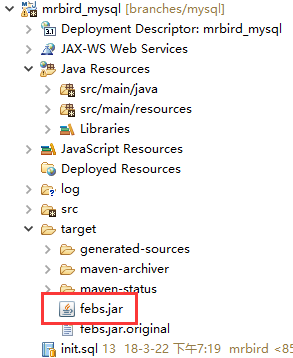 mrbird_mysql [branches/mysql]
Deployment Descriptor: mrbird_mysql
JAX-WS Web Services
Java Resources
src/main/java
src/main/resources
Libraries
JavaScript Resources
Deployed Resources
log
src
target
generated-sources
maven-archiver
maven-status
febs.jar
febs.jar.original
init.sql 13 18-3-22 下午7:19 mrbird <85